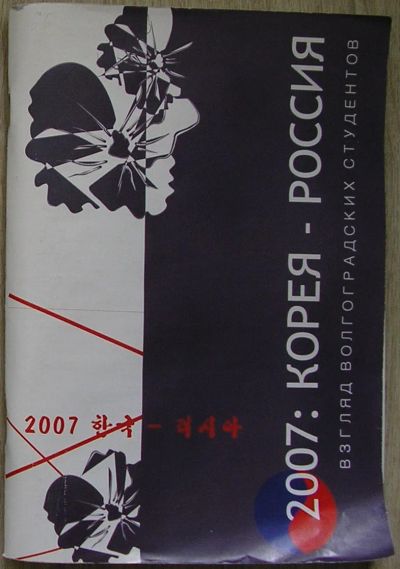 2007: КОРЕЯ - РОССИЯ
ВЗГЛЯД ВОЛГОГРАДСКИХ СТУДЕНТОВ
2007 한국 - 러시아